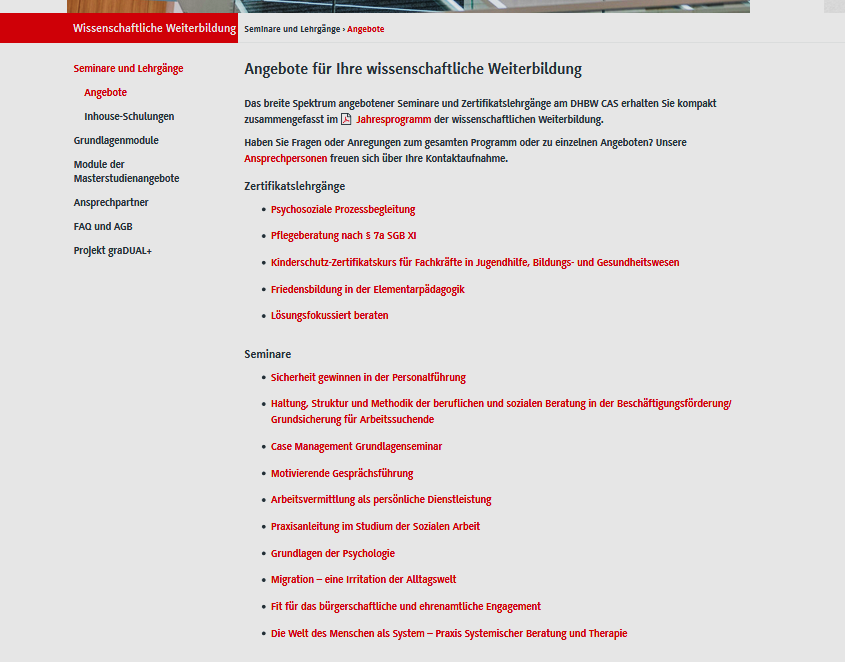 Wissenschaftliche Weiterbildung
Seminare und Lehrgänge › Angebote
Seminare und Lehrgänge
Angebote
Inhouse-Schulungen
Grundlagenmodule
Module der
Masterstudienangebote
Ansprechpartner
FAQ und AGB
Projekt graDUAL+
Angebote für Ihre wissenschaftliche Weiterbildung
Das breite Spektrum angebotener Seminare und Zertifikatslehrgänge am DHBW CAS erhalten Sie kompakt
zusammengefasst im Jahresprogramm der wissenschaftlichen Weiterbildung.
Haben Sie Fragen oder Anregungen zum gesamten Programm oder zu einzelnen Angeboten? Unsere
Ansprechpersonen freuen sich über Ihre Kontaktaufnahme.
Zertifikatslehrgänge
• Psychosoziale Prozessbegleitung
• Pflegeberatung nach § 7a SGB XI
• Kinderschutz-Zertifikatskurs für Fachkräfte in Jugendhilfe, Bildungs- und Gesundheitswesen
• Friedensbildung in der Elementarpädagogik
• Lösungsfokussiert beraten
Seminare
• Sicherheit gewinnen in der Personalführung
• Haltung, Struktur und Methodik der beruflichen und sozialen Beratung in der Beschäftigungsförderung/
Grundsicherung für Arbeitssuchende
• Case Management Grundlagenseminar
• Motivierende Gesprächsführung
• Arbeitsvermittlung als persönliche Dienstleistung
• Praxisanleitung im Studium der Sozialen Arbeit
• Grundlagen der Psychologie
• Migration – eine Irritation der Alltagswelt
• Fit für das bürgerschaftliche und ehrenamtliche Engagement
• Die Welt des Menschen als System – Praxis Systemischer Beratung und Therapie